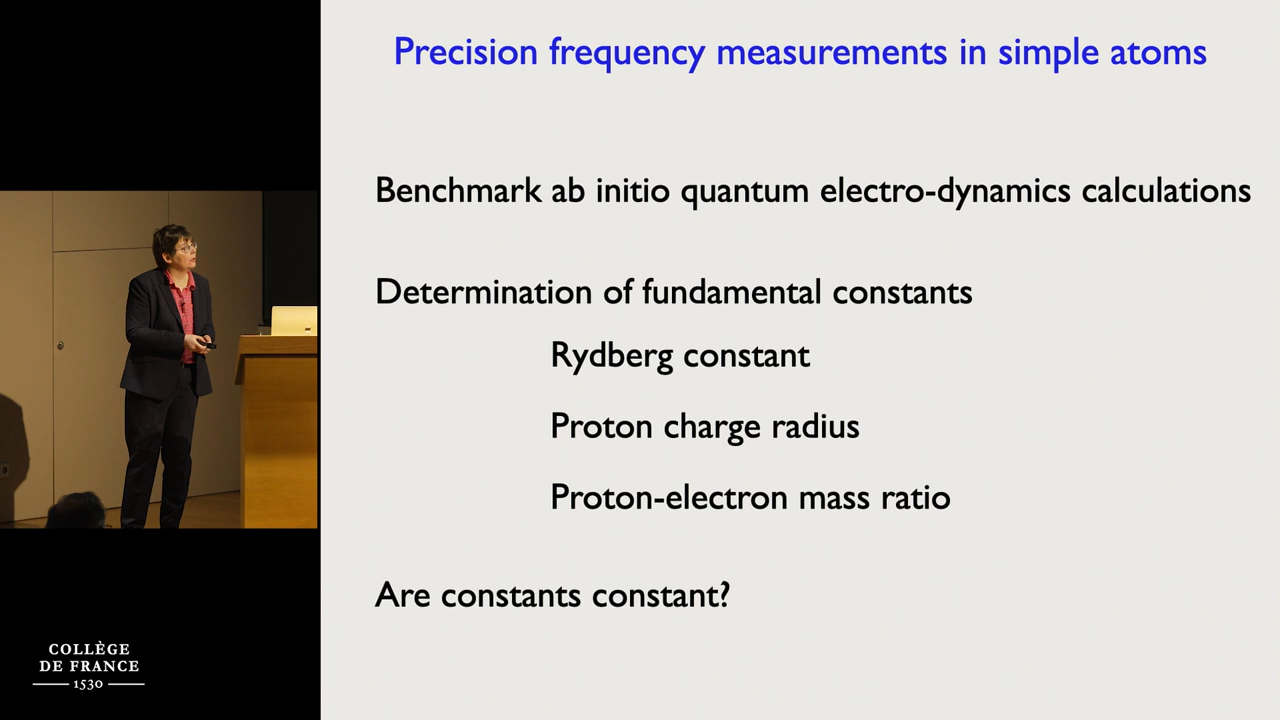 Precision frequency measurements in simple atoms
Benchmark ab initio quantum electro-dynamics calculations
Determination of fundamental constants
Rydberg constant
Proton charge radius
Proton-electron mass ratio
Are constants constant?
COLLÈGE
DE FRANCE
1530